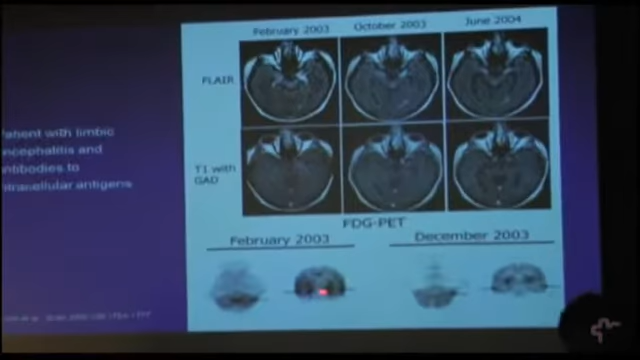 February 2003
October 2003
June 2004
FLAIR
Patient with limbic
encephalitis and
antibodies to
intracellular antigens
T1 with
GAD
FDG-PET
February 2003
December 2003